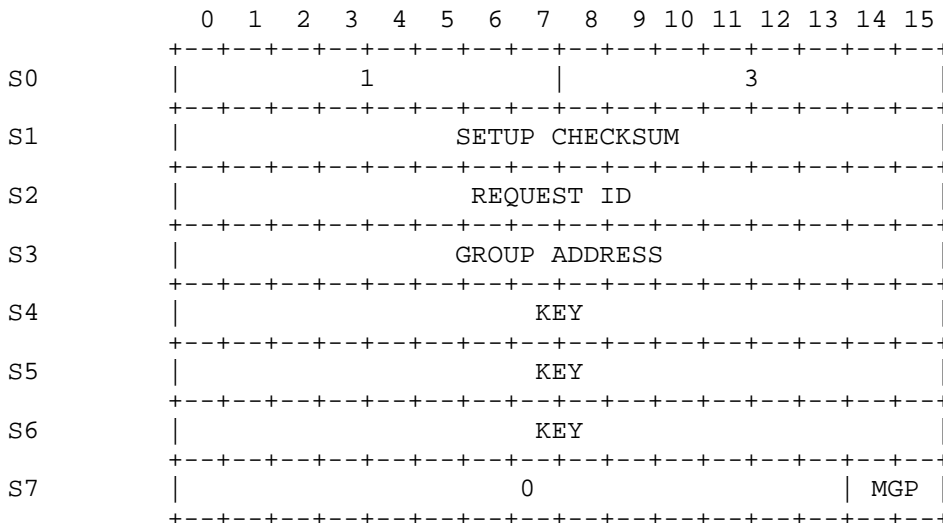 0 1 2 3 4 5 6 7 8 9 10 11 12 13 14 15
+--+--+--+--+--+--+--+--+--+--+--+--+--+--+--+--+
S0 | 1 | 3 |
+--+--+--+--+--+--+--+--+--+--+--+--+--+--+--+--+
S1 | SETUP CHECKSUM |
+--+--+--+--+--+--+--+--+--+--+--+--+--+--+--+--+
S2 | REQUEST ID |
+--+--+--+--+--+--+--+--+--+--+--+--+--+--+--+--+
S3 | GROUP ADDRESS |
+--+--+--+--+--+--+--+--+--+--+--+--+--+--+--+--+
S4 | KEY |
+--+--+--+--+--+--+--+--+--+--+--+--+--+--+--+--+
S5 | KEY |
+--+--+--+--+--+--+--+--+--+--+--+--+--+--+--+--+
S6 | KEY |
+--+--+--+--+--+--+--+--+--+--+--+--+--+--+--+--+
S7 | 0 | MGP |
+--+--+--+--+--+--+--+--+--+--+--+--+--+--+--+--+